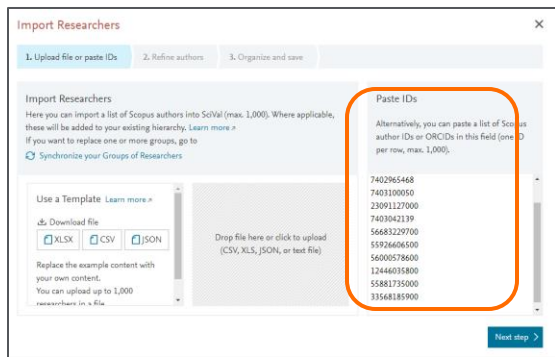 Import Researchers
×
1. Upload file or paste IDs
2. Refine authors
3. Organize and save
Import Researchers
Here you can import a list of Scopus authors into SciVal (max. 1,000). Where applicable,
these will be added to your existing hierarchy. Learn more ↗
If you want to replace one or more groups, go to
Synchronize your Groups of Researchers
Use a Template Learn more ↗
Download file
XLSX
CSV
JSON
Replace the example content with
your own content.
You can upload up to 1,000
researchers in a file
Drop file here or click to upload
(CSV, XLS, JSON, or text file)
Paste IDs
Alternatively, you can paste a list of Scopus
author IDs or ORCIDs in this field (one ID
per row, max. 1,000).
7402965468
7403100050
23091127000
7403042139
56683229700
55926606500
56000578600
12446035800
55881735000
33568185900
Next step >